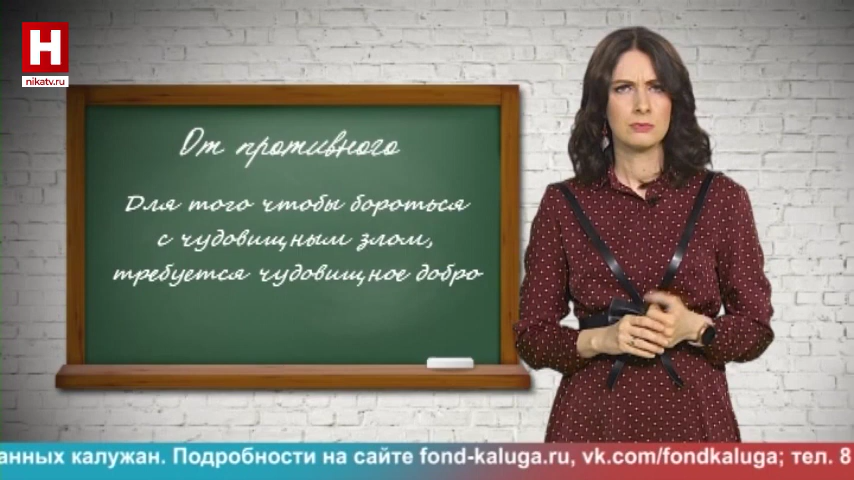 Н
nikatv.ru
От противного
Для того чтобы бороться
с чудовищным злом,
требуется чудовищное добро
анных калужан. Подробности на сайте fond-kaluga.ru, vk.com/fondkaluga; тел. 8